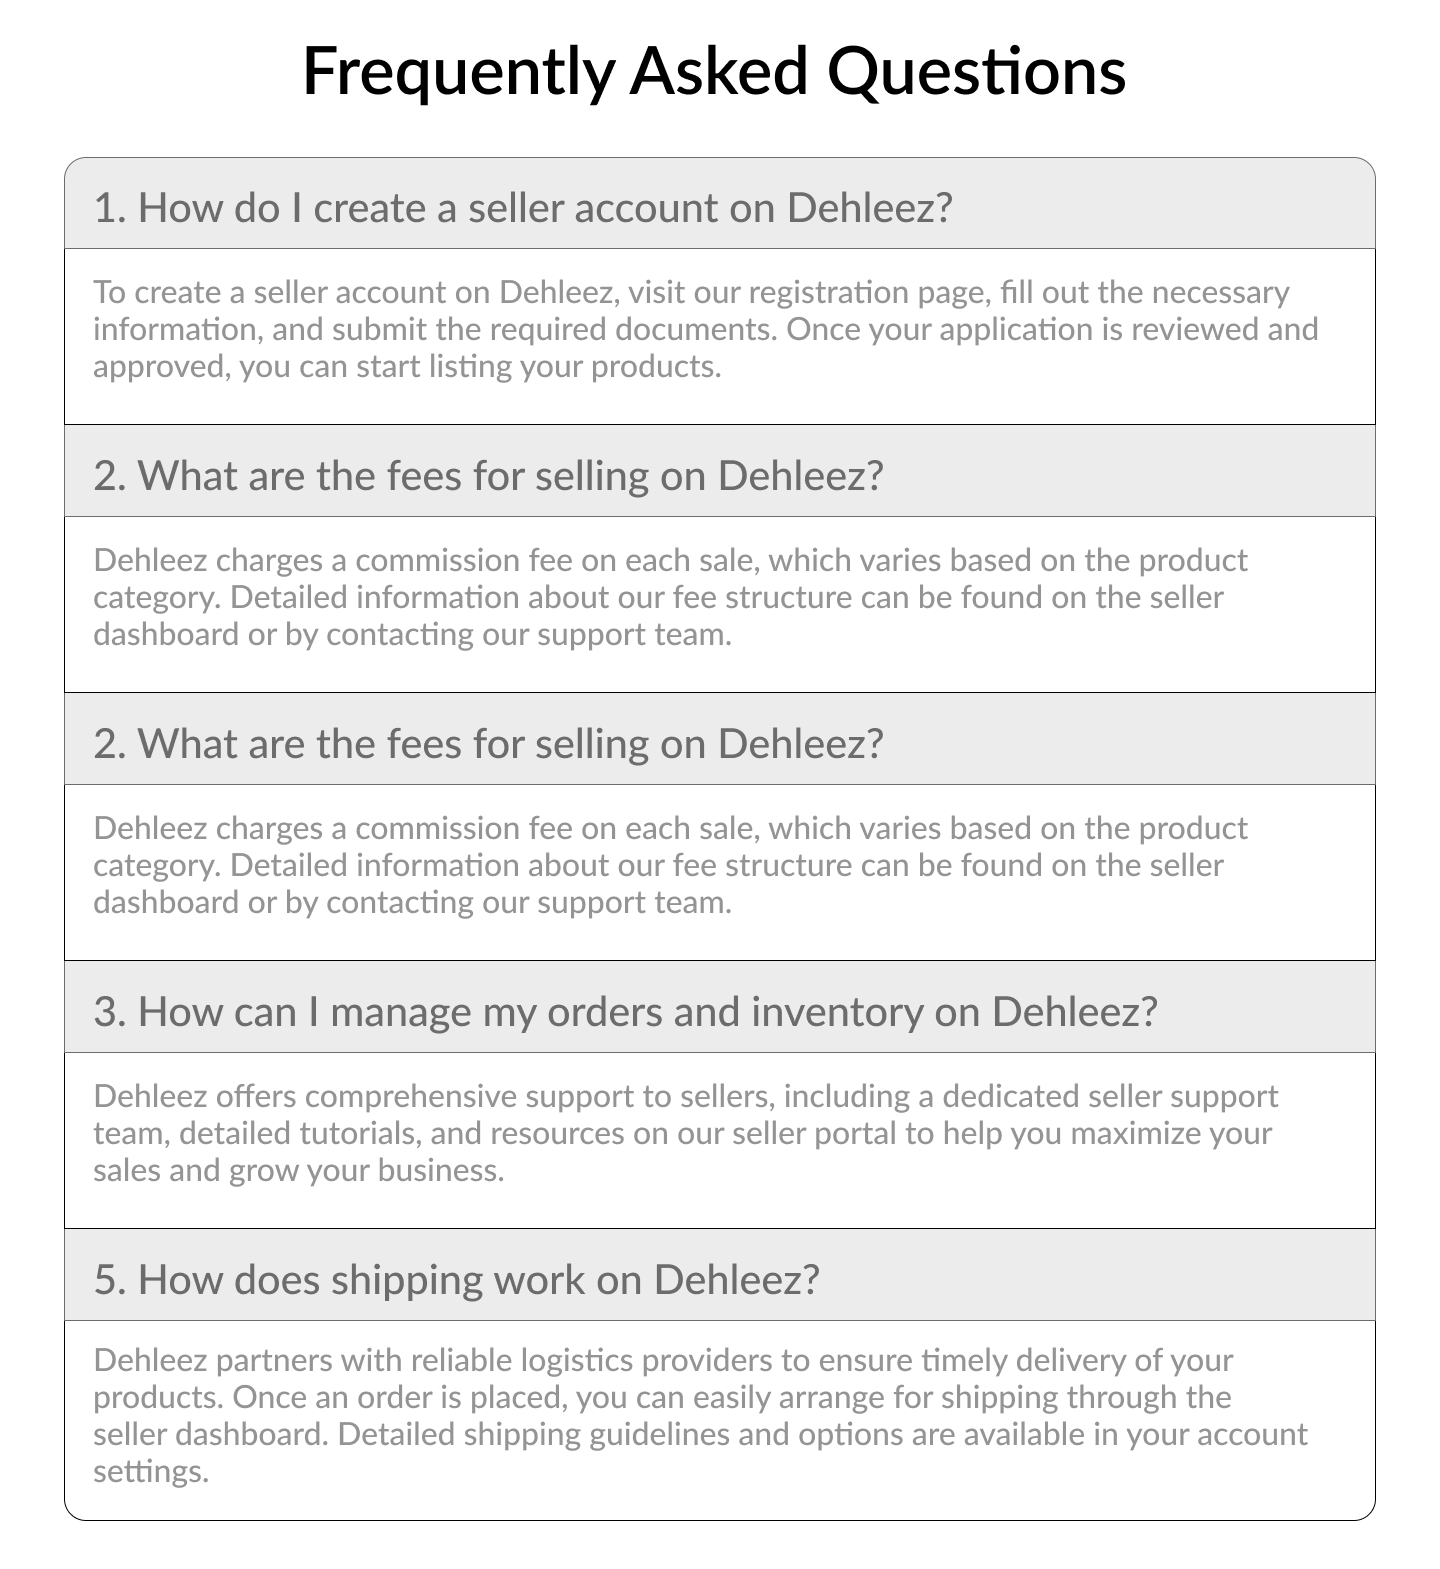 Frequently Asked Questions
1. How do I create a seller account on Dehleez?
To create a seller account on Dehleez, visit our registration page, fill out the necessary
information, and submit the required documents. Once your application is reviewed and
approved, you can start listing your products.
2. What are the fees for selling on Dehleez?
Dehleez charges a commission fee on each sale, which varies based on the product
category. Detailed information about our fee structure can be found on the seller
dashboard or by contacting our support team.
2. What are the fees for selling on Dehleez?
Dehleez charges a commission fee on each sale, which varies based on the product
category. Detailed information about our fee structure can be found on the seller
dashboard or by contacting our support team.
3. How can I manage my orders and inventory on Dehleez?
Dehleez offers comprehensive support to sellers, including a dedicated seller support
team, detailed tutorials, and resources on our seller portal to help you maximize your
sales and grow your business.
5. How does shipping work on Dehleez?
Dehleez partners with reliable logistics providers to ensure timely delivery of your
products. Once an order is placed, you can easily arrange for shipping through the
seller dashboard. Detailed shipping guidelines and options are available in your account
settings.